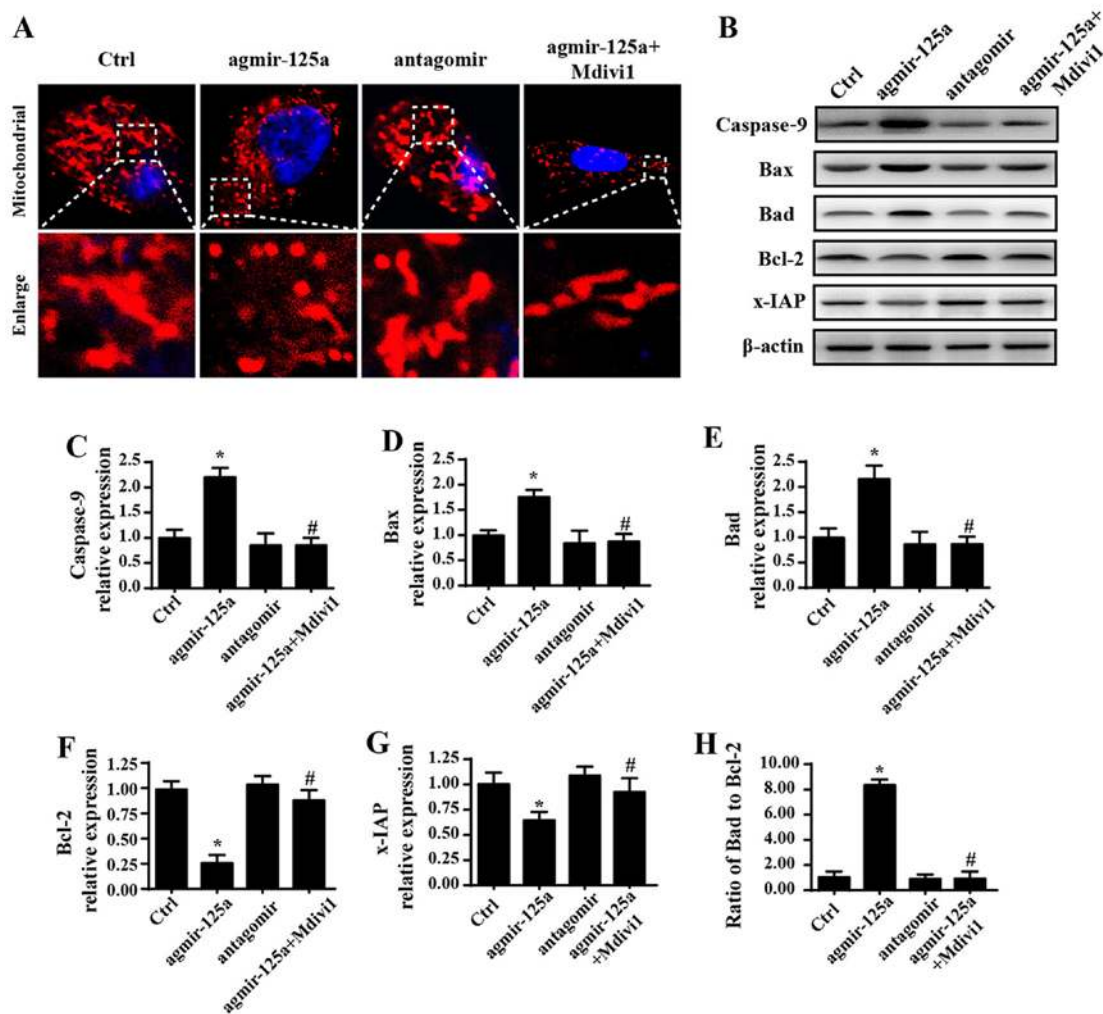 A
Ctrl
agmir-125a
antagomir
agmir-125a+
Mdivi1
Mitochondrial
Enlarge
B
Ctrl
agmir-125a
antagomir
agmir-125a+
Mdivi1
Caspase-9
Bax
Bad
Bcl-2
x-IAP
β-actin
C
Caspase-9
relative expression
2.5
2.0
1.5
1.0
0.5
0.0
*
#
Ctrl
agmir-125a
antagomir
agmir-125a+Mdivi1
D
Bax
relative expression
2.5
2.0
1.5
1.0
0.5
0.0
*
#
Ctrl
agmir-125a
antagomir
agmir-125a+Mdivi1
E
Bad
relative expression
2.5
2.0
1.5
1.0
0.5
0.0
*
#
Ctrl
agmir-125a
antagomir
agmir-125a+Mdivi1
F
Bcl-2
relative expression
1.25
1.00
0.75
0.50
0.25
0.00
*
#
Ctrl
agmir-125a
antagomir
agmir-125a+Mdivi1
G
x-IAP
relative expression
1.25
1.00
0.75
0.50
0.25
0.00
*
#
Ctrl
agmir-125a
antagomir
agmir-125a
+Mdivi1
H
Ratio of Bad to Bcl-2
10.00
8.00
6.00
4.00
2.00
0.00
*
#
Ctrl
agmir-125a
antagomir
agmir-125a
+Mdivi1